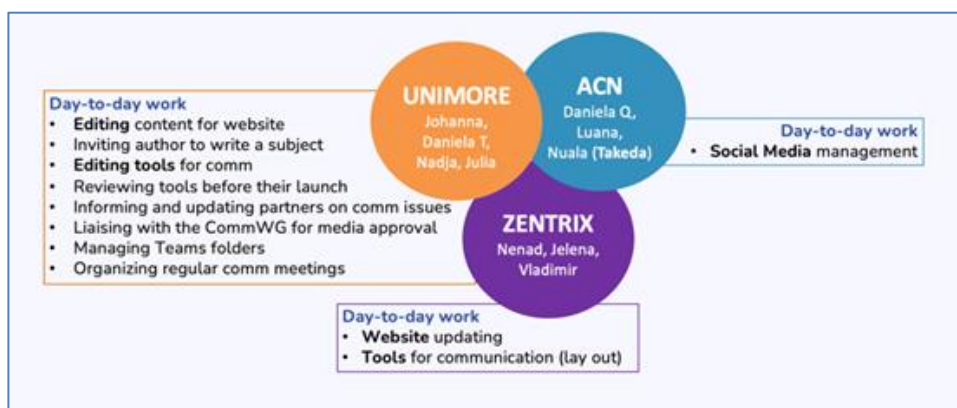 UNIMORE
Johanna,
Daniela T,
Nadja, Julia
ACN
Daniela Q,
Luana,
Nuala (Takeda)
ZENTRIX
Nenad, Jelena,
Vladimir
Day-to-day work
• Editing content for website
• Inviting author to write a subject
• Editing tools for comm
• Reviewing tools before their launch
• Informing and updating partners on comm issues
• Liaising with the CommWG for media approval
• Managing Teams folders
• Organizing regular comm meetings
Day-to-day work
• Social Media management
Day-to-day work
• Website updating
• Tools for communication (lay out)